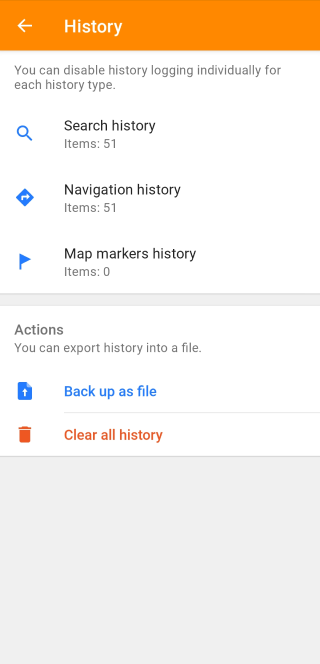 History
You can disable history logging individually for
each history type.
Search history
Items: 51
Navigation history
Items: 51
Map markers history
Items: 0
Actions
You can export history into a file.
Back up as file
Clear all history